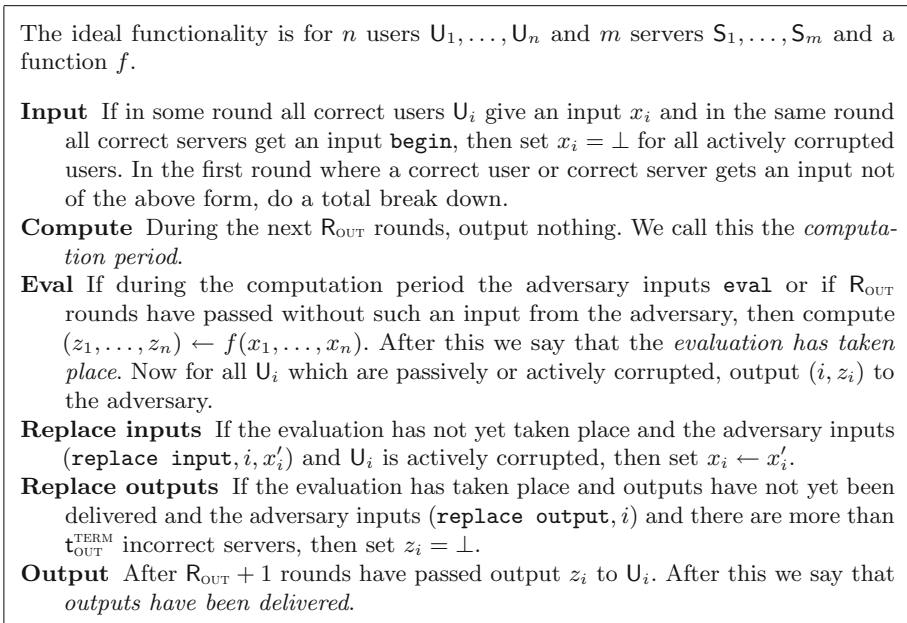 The ideal functionality is for n users U₁, . . . , Uₙ and m servers S₁, . . . , Sₘ and a
function f.
Input If in some round all correct users Uᵢ give an input xᵢ and in the same round
all correct servers get an input begin, then set xᵢ = ⊥ for all actively corrupted
users. In the first round where a correct user or correct server gets an input not
of the above form, do a total break down.
Compute During the next R_OUT rounds, output nothing. We call this the computa-
tion period.
Eval If during the computation period the adversary inputs eval or if R_OUT
rounds have passed without such an input from the adversary, then compute
(z₁, . . . , zₙ) ← f(x₁, . . . , xₙ). After this we say that the evaluation has taken
place. Now for all Uᵢ which are passively or actively corrupted, output (i, zᵢ) to
the adversary.
Replace inputs If the evaluation has not yet taken place and the adversary inputs
(replace input, i, x′ᵢ) and Uᵢ is actively corrupted, then set xᵢ ← x′ᵢ.
Replace outputs If the evaluation has taken place and outputs have not yet been
delivered and the adversary inputs (replace output, i) and there are more than
t_OUT^TERM incorrect servers, then set zᵢ = ⊥.
Output After R_OUT + 1 rounds have passed output zᵢ to Uᵢ. After this we say that
outputs have been delivered.